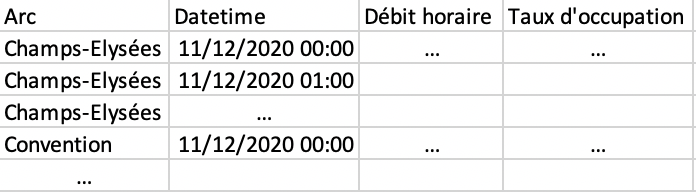 Arc Datetime Débit horaire Taux d'occupation
Champs-Elysées 11/12/2020 00:00 ... ...
Champs-Elysées 11/12/2020 01:00
Champs-Elysées ...
Convention 11/12/2020 00:00 ... ...
...